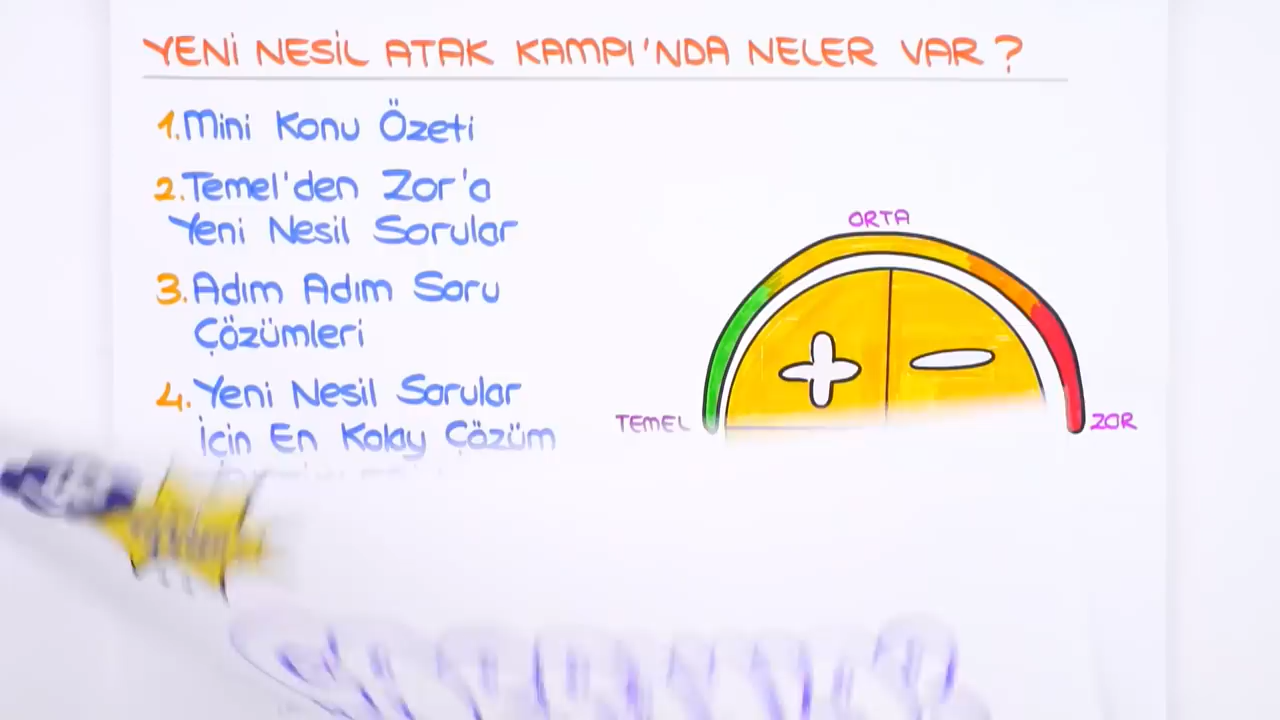 YENİ NESİL ATAK KAMPI'NDA NELER VAR ?
1.Mini Konu Özeti
2.Temel'den Zor'a
Yeni Nesil Sorular
3.Adım Adım Soru
Çözümleri
4.Yeni Nesil Sorular
İçin En Kolay Çözüm
ORTA
TEMEL
ZOR